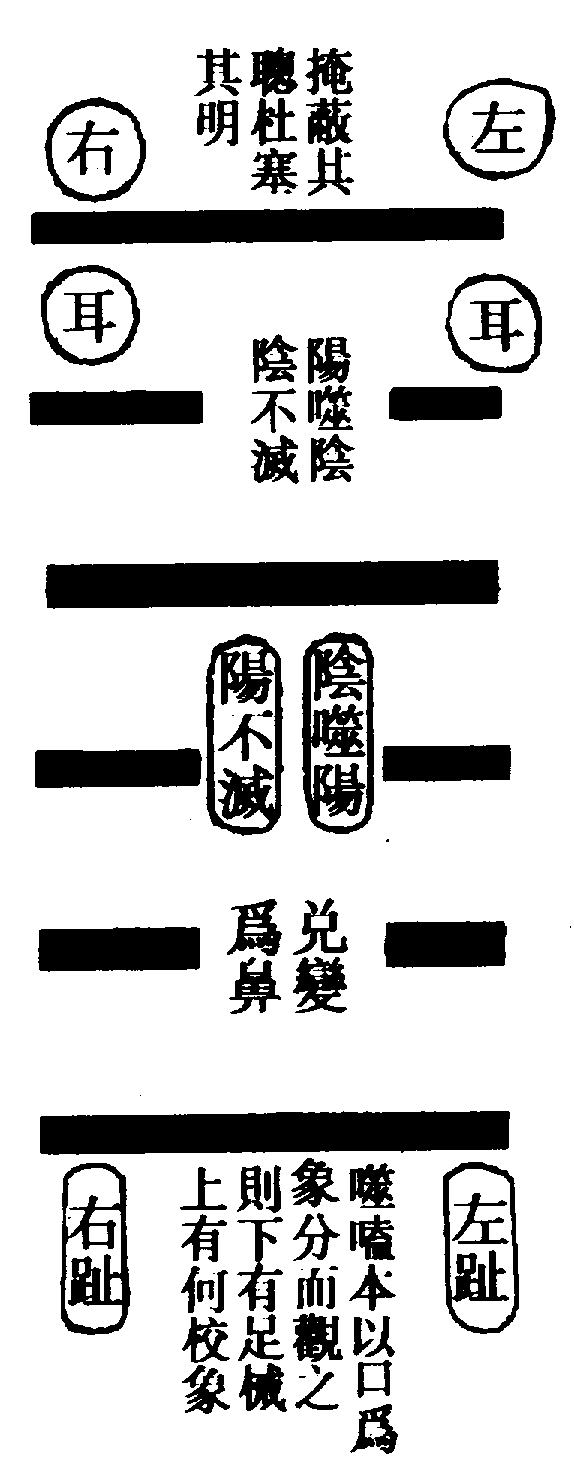 左
掩蔽其
聰杜塞
其明
右
耳
耳
陽噬陰
陰不滅
陰噬陽
陽不滅
兌變
爲鼻
左趾
噬嗑本以口爲
象分而觀之
則下有足械
上有何校象
右趾